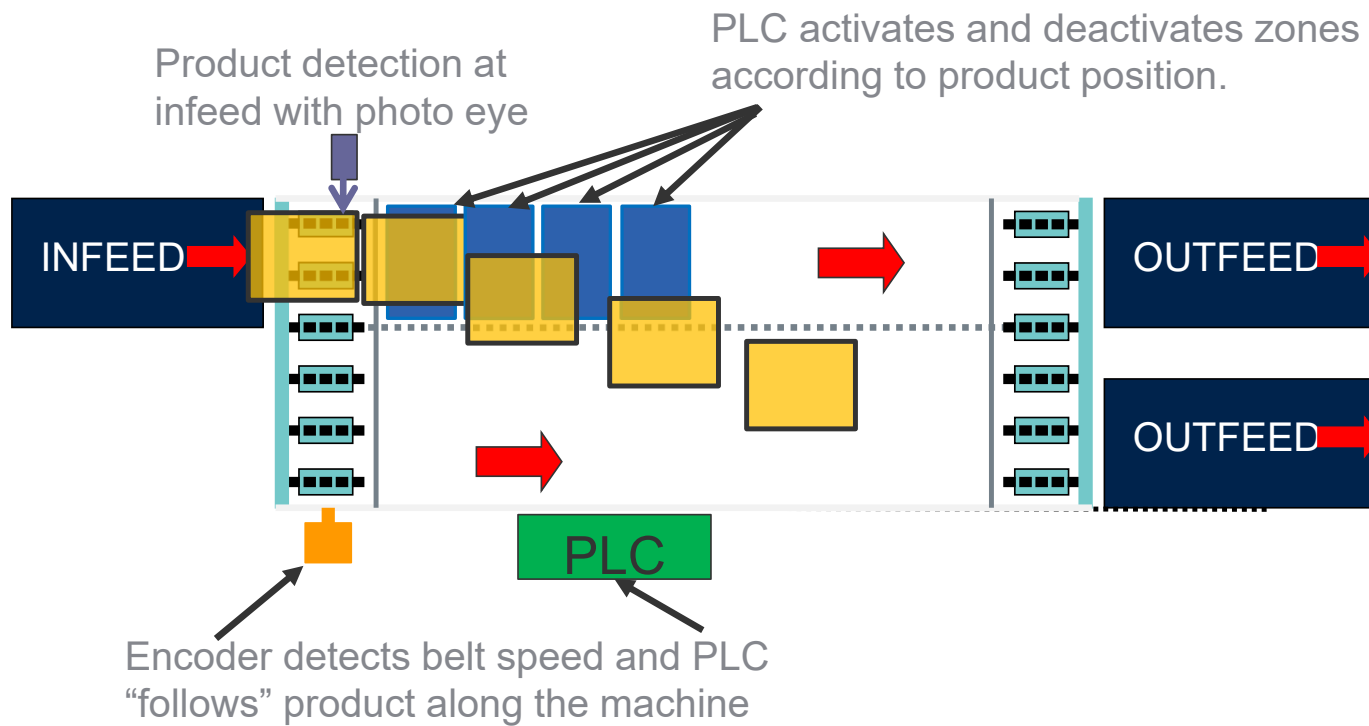 PLC activates and deactivates zones
according to product position.
Product detection at
infeed with photo eye
INFEED
OUTFEED
OUTFEED
PLC
Encoder detects belt speed and PLC
“follows” product along the machine